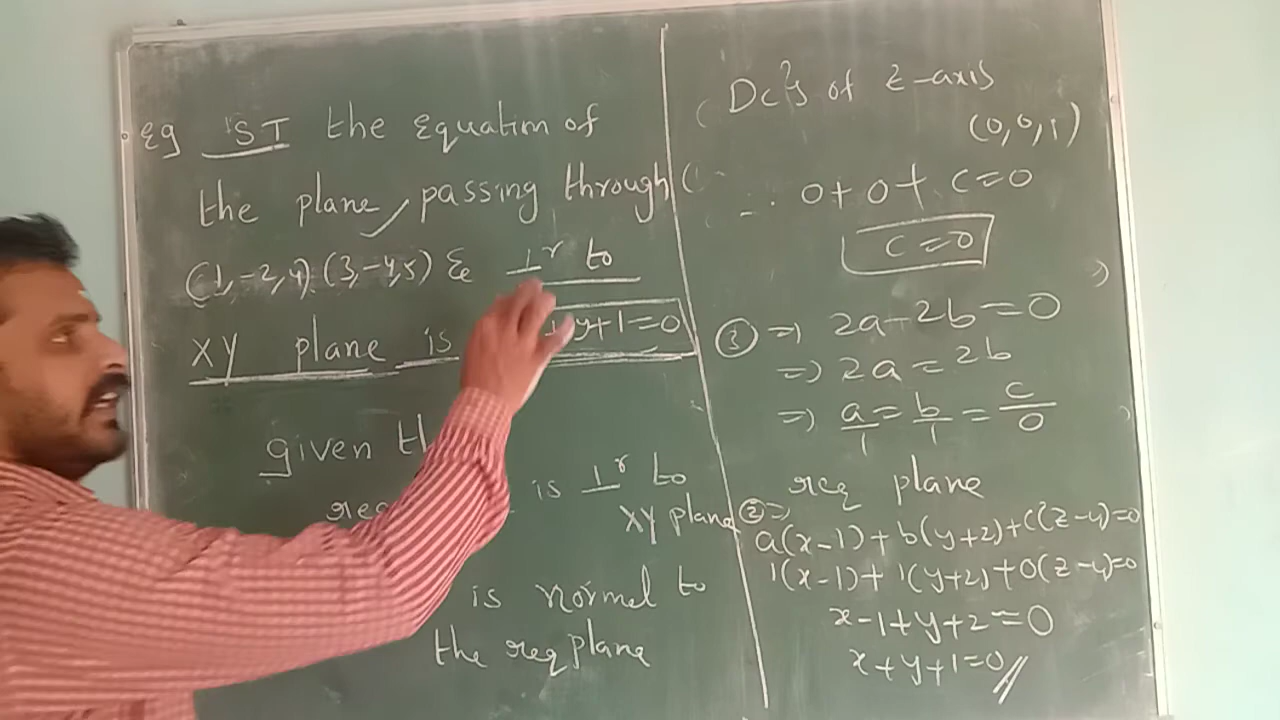 Eg ST the Equation of
the plane, passing through
(1,-2,4) (3,-4,5) & ⊥r to
XY plane is +y+1=0
given th
req is ⊥r to
XY plane
is normal to
the req plane
Dc's of z-axis
(0,0,1)
0+0+c=0
c=0
③ => 2a-2b=0
=> 2a=2b
=> a/1 = b/1 = c/0
req plane
②=>
a(x-1)+b(y+2)+c(z-4)=0
1(x-1)+1(y+2)+0(z-4)=0
x-1+y+2=0
x+y+1=0//